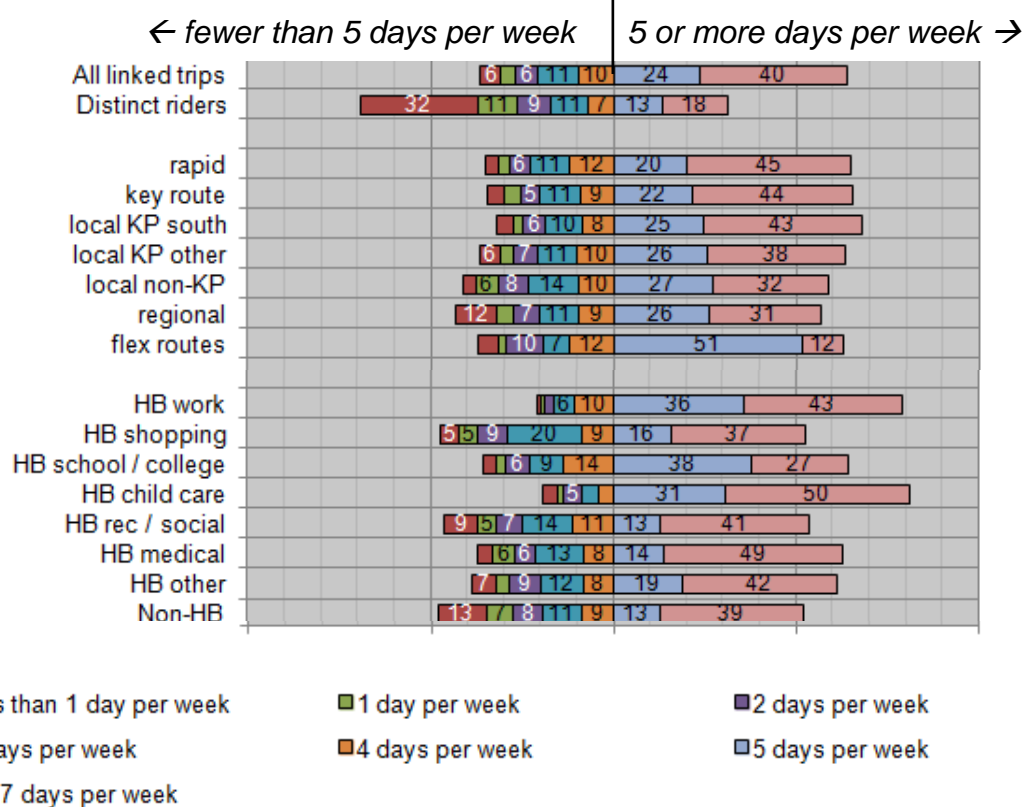 ← fewer than 5 days per week 5 or more days per week →
All linked trips 6 6 11 10 24 40
Distinct riders 32 11 9 11 7 13 18
rapid 6 11 12 20 45
key route 5 11 9 22 44
local KP south 6 10 8 25 43
local KP other 6 7 11 10 26 38
local non-KP 6 8 14 10 27 32
regional 12 7 11 9 26 31
flex routes 10 7 12 51 12
HB work 6 10 36 43
HB shopping 5 5 9 20 9 16 37
HB school / college 6 9 14 38 27
HB child care 5 31 50
HB rec / social 9 5 7 14 11 13 41
HB medical 6 6 13 8 14 49
HB other 7 9 12 8 19 42
Non-HB 13 7 8 11 9 13 39
s than 1 day per week 1 day per week 2 days per week
ays per week 4 days per week 5 days per week
7 days per week